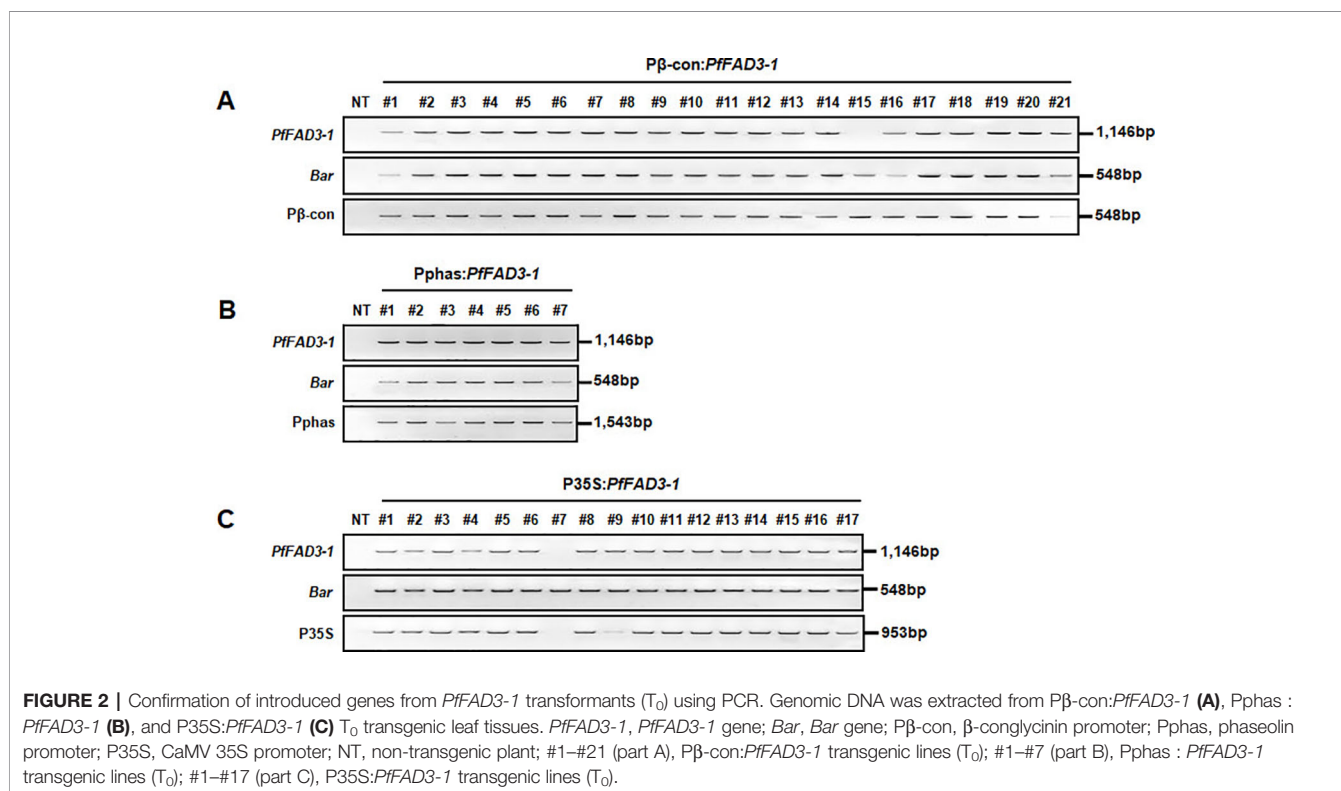 Pβ-con:PfFAD3-1
A
NT #1 #2 #3 #4 #5 #6 #7 #8 #9 #10 #11 #12 #13 #14 #15 #16 #17 #18 #19 #20 #21
PfFAD3-1 1,146bp
Bar 548bp
Pβ-con 548bp
Pphas:PfFAD3-1
B
NT #1 #2 #3 #4 #5 #6 #7
PfFAD3-1 1,146bp
Bar 548bp
Pphas 1,543bp
P35S:PfFAD3-1
C
NT #1 #2 #3 #4 #5 #6 #7 #8 #9 #10 #11 #12 #13 #14 #15 #16 #17
PfFAD3-1 1,146bp
Bar 548bp
P35S 953bp
FIGURE 2 | Confirmation of introduced genes from PfFAD3-1 transformants (T0) using PCR. Genomic DNA was extracted from Pβ-con:PfFAD3-1 (A), Pphas :
PfFAD3-1 (B), and P35S:PfFAD3-1 (C) T0 transgenic leaf tissues. PfFAD3-1, PfFAD3-1 gene; Bar, Bar gene; Pβ-con, β-conglycinin promoter; Pphas, phaseolin
promoter; P35S, CaMV 35S promoter; NT, non-transgenic plant; #1–#21 (part A), Pβ-con:PfFAD3-1 transgenic lines (T0); #1–#7 (part B), Pphas : PfFAD3-1
transgenic lines (T0); #1–#17 (part C), P35S:PfFAD3-1 transgenic lines (T0).